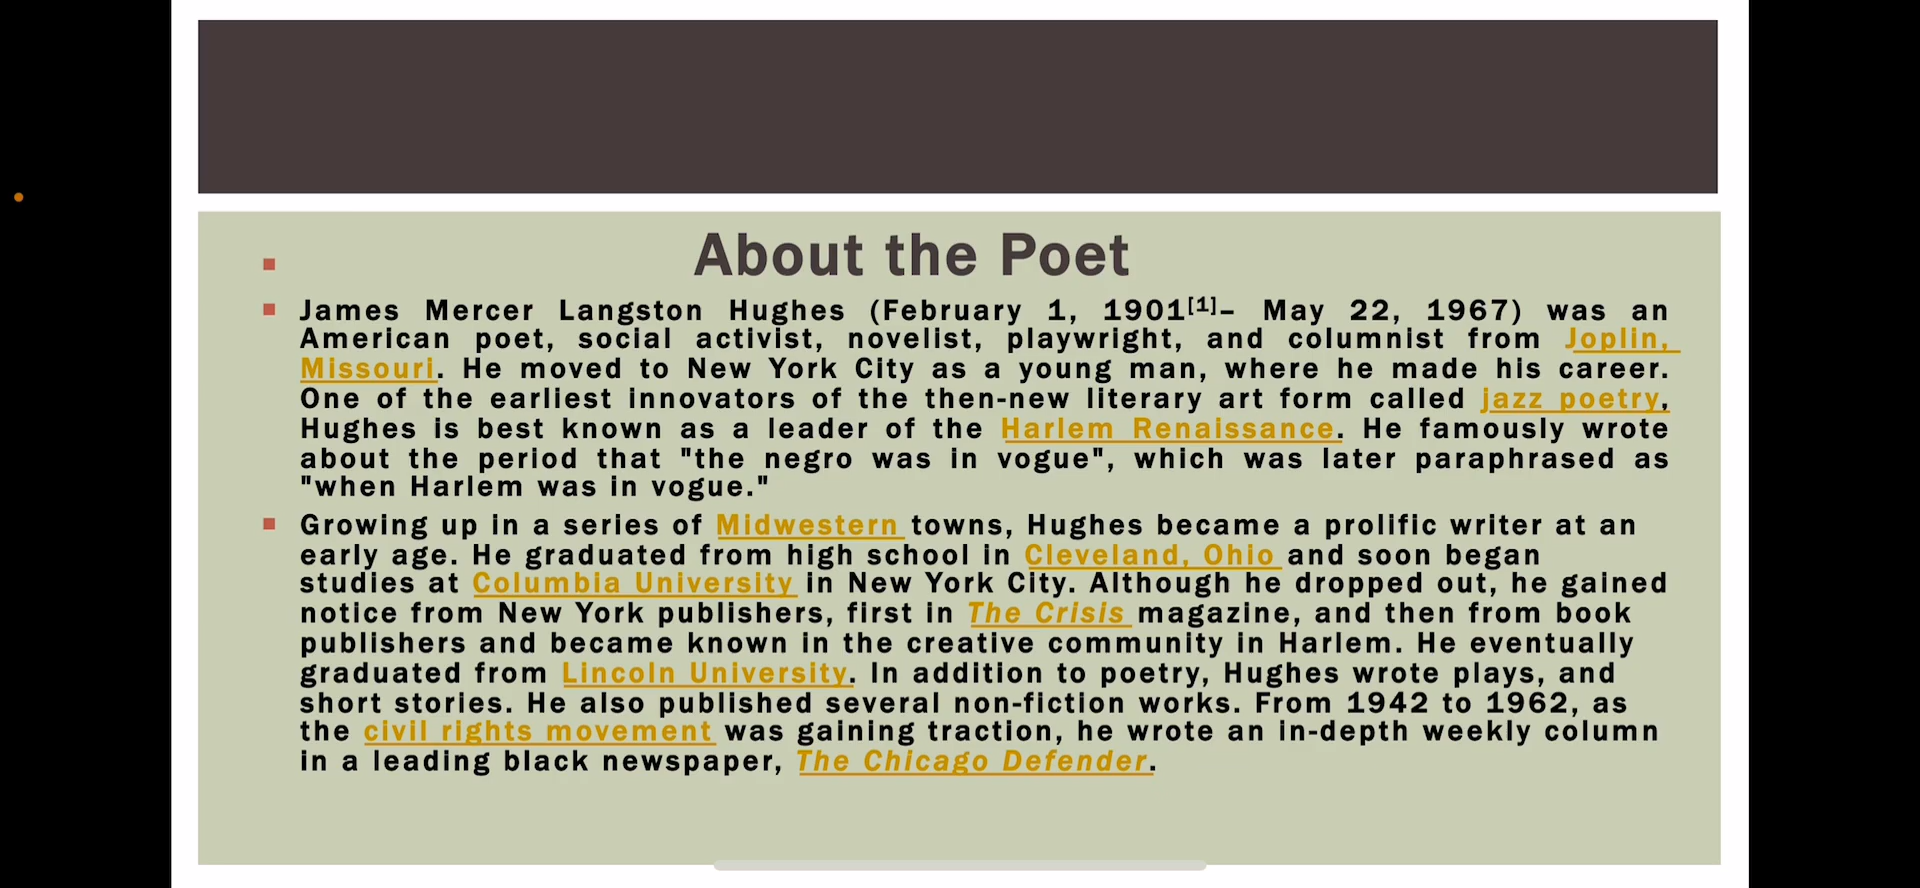 About the Poet
James Mercer Langston Hughes (February 1, 1901[1]– May 22, 1967) was an
American poet, social activist, novelist, playwright, and columnist from Joplin,
Missouri. He moved to New York City as a young man, where he made his career.
One of the earliest innovators of the then-new literary art form called jazz poetry,
Hughes is best known as a leader of the Harlem Renaissance. He famously wrote
about the period that "the negro was in vogue", which was later paraphrased as
"when Harlem was in vogue."
Growing up in a series of Midwestern towns, Hughes became a prolific writer at an
early age. He graduated from high school in Cleveland, Ohio and soon began
studies at Columbia University in New York City. Although he dropped out, he gained
notice from New York publishers, first in The Crisis magazine, and then from book
publishers and became known in the creative community in Harlem. He eventually
graduated from Lincoln University. In addition to poetry, Hughes wrote plays, and
short stories. He also published several non-fiction works. From 1942 to 1962, as
the civil rights movement was gaining traction, he wrote an in-depth weekly column
in a leading black newspaper, The Chicago Defender.